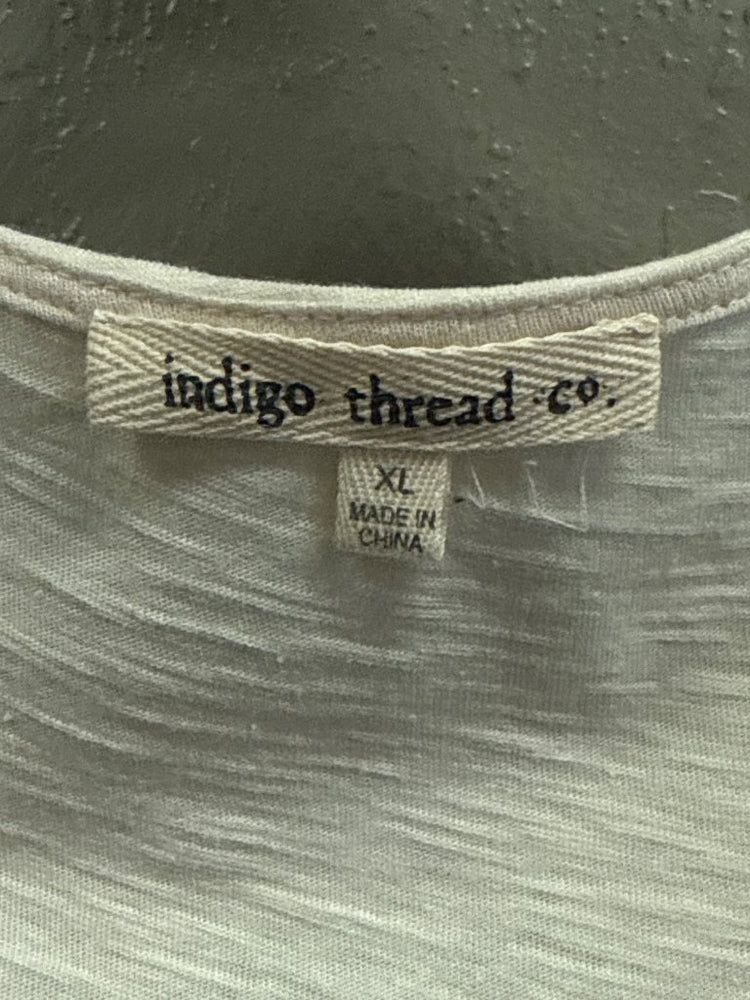 indigo thread co.
XL
MADE IN
CHINA